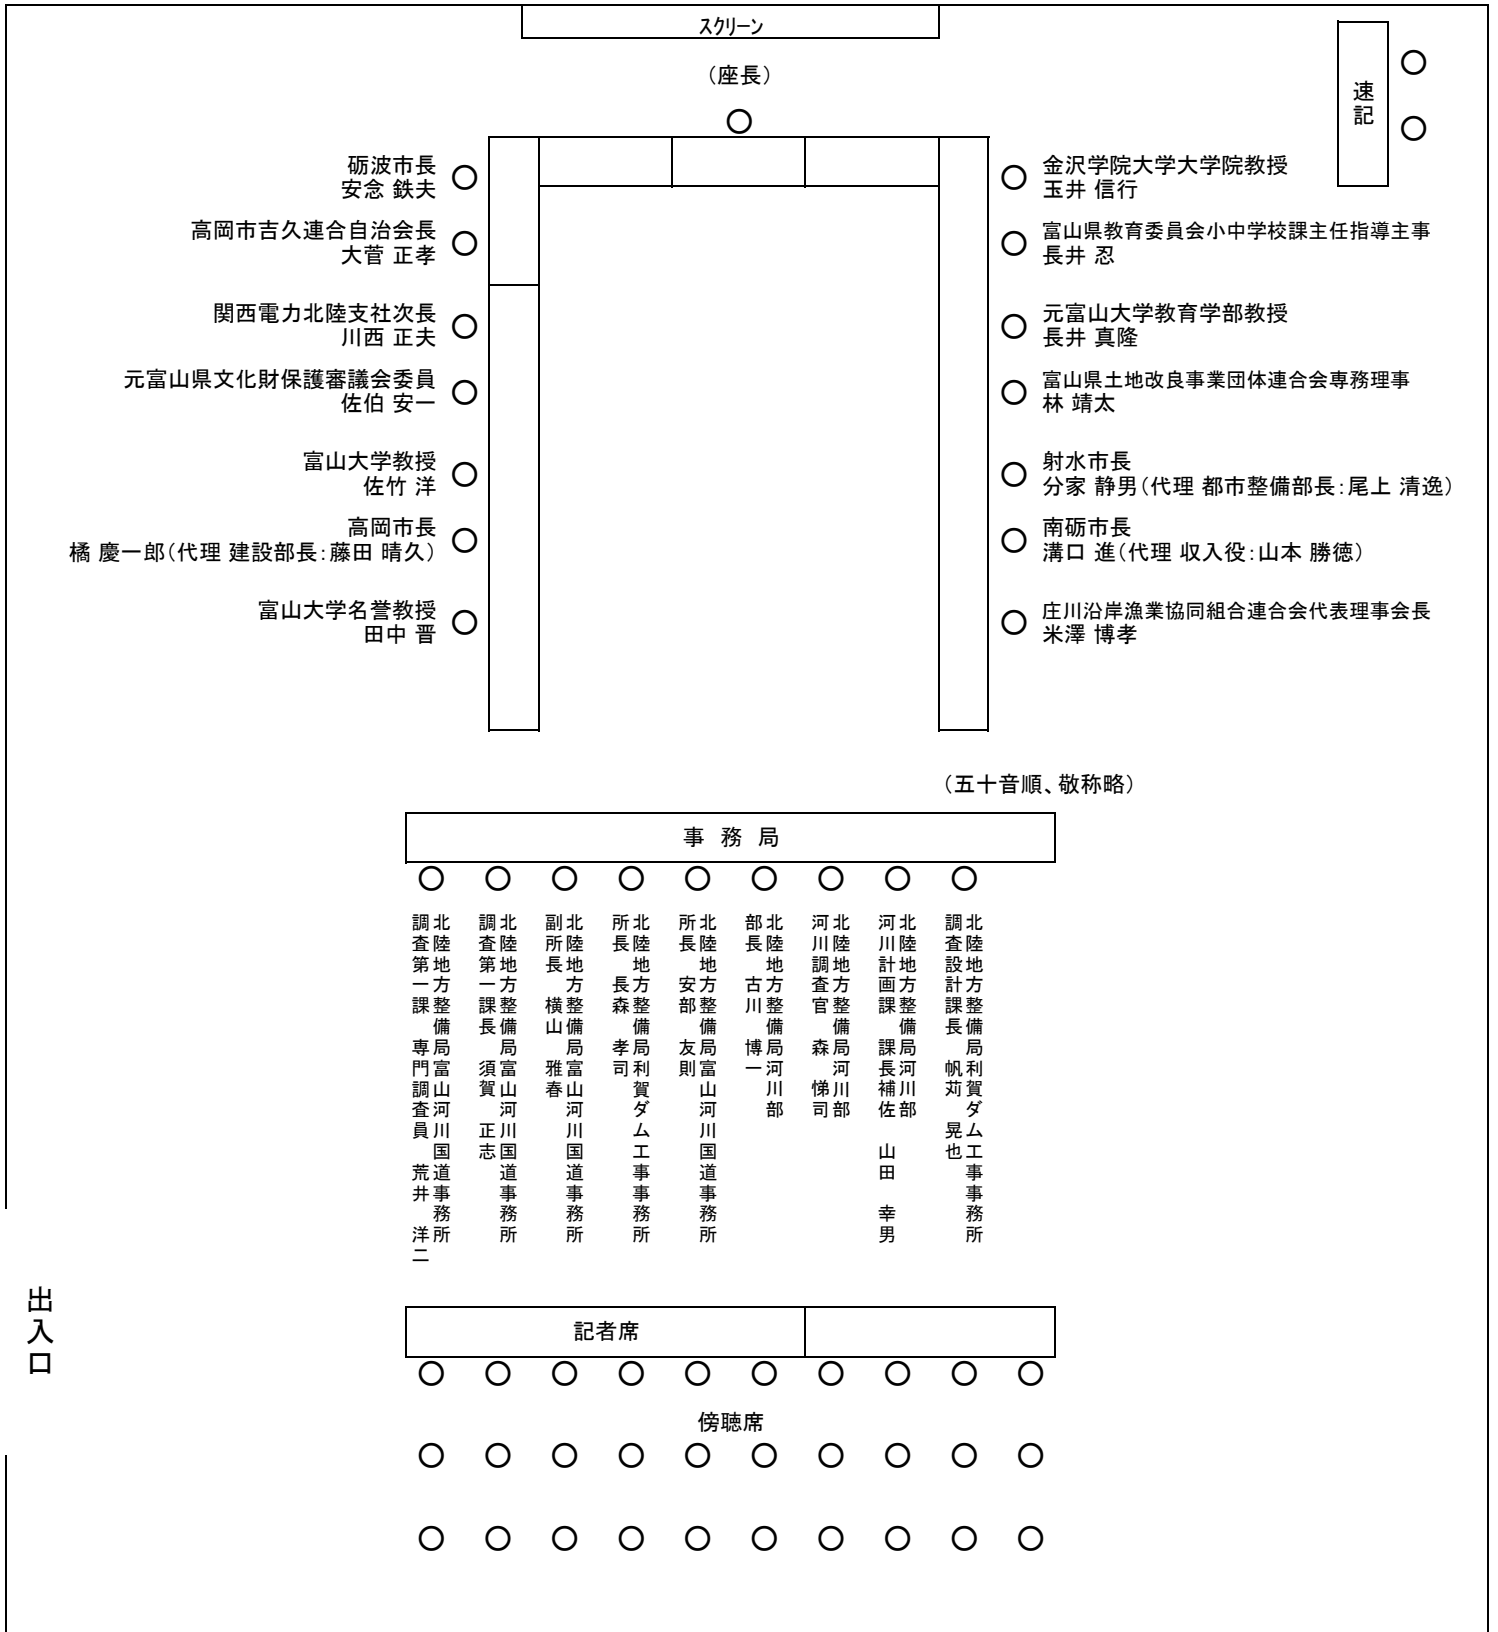 スクリーン
（座長）
速記
砺波市長
安念 鉄夫
高岡市吉久連合自治会長
大菅 正孝
関西電力北陸支社次長
川西 正夫
元富山県文化財保護審議会委員
佐伯 安一
富山大学教授
佐竹 洋
高岡市長
橘 慶一郎（代理 建設部長：藤田 晴久）
富山大学名誉教授
田中 晋
金沢学院大学大学院教授
玉井 信行
富山県教育委員会小中学校課主任指導主事
長井 忍
元富山大学教育学部教授
長井 真隆
富山県土地改良事業団体連合会専務理事
林 靖太
射水市長
分家 静男（代理 都市整備部長：尾上 清逸）
南砺市長
溝口 進（代理 収入役：山本 勝徳）
庄川沿岸漁業協同組合連合会代表理事会長
米澤 博孝
（五十音順、敬称略）
事 務 局
北陸地方整備局利賀ダム工事事務所
調査設計課長 帆苅 晃也
北陸地方整備局河川部
河川計画課 課長補佐 山田 幸男
北陸地方整備局河川部
河川調査官 森 悌司
北陸地方整備局河川部
部長 古川 博一
北陸地方整備局富山河川国道事務所
所長 安部 友則
北陸地方整備局利賀ダム工事事務所
所長 長森 孝司
北陸地方整備局富山河川国道事務所
副所長 横山 雅春
北陸地方整備局富山河川国道事務所
調査第一課長 須賀 正志
北陸地方整備局富山河川国道事務所
調査第一課 専門調査員 荒井 洋二
出入口
記者席
傍聴席